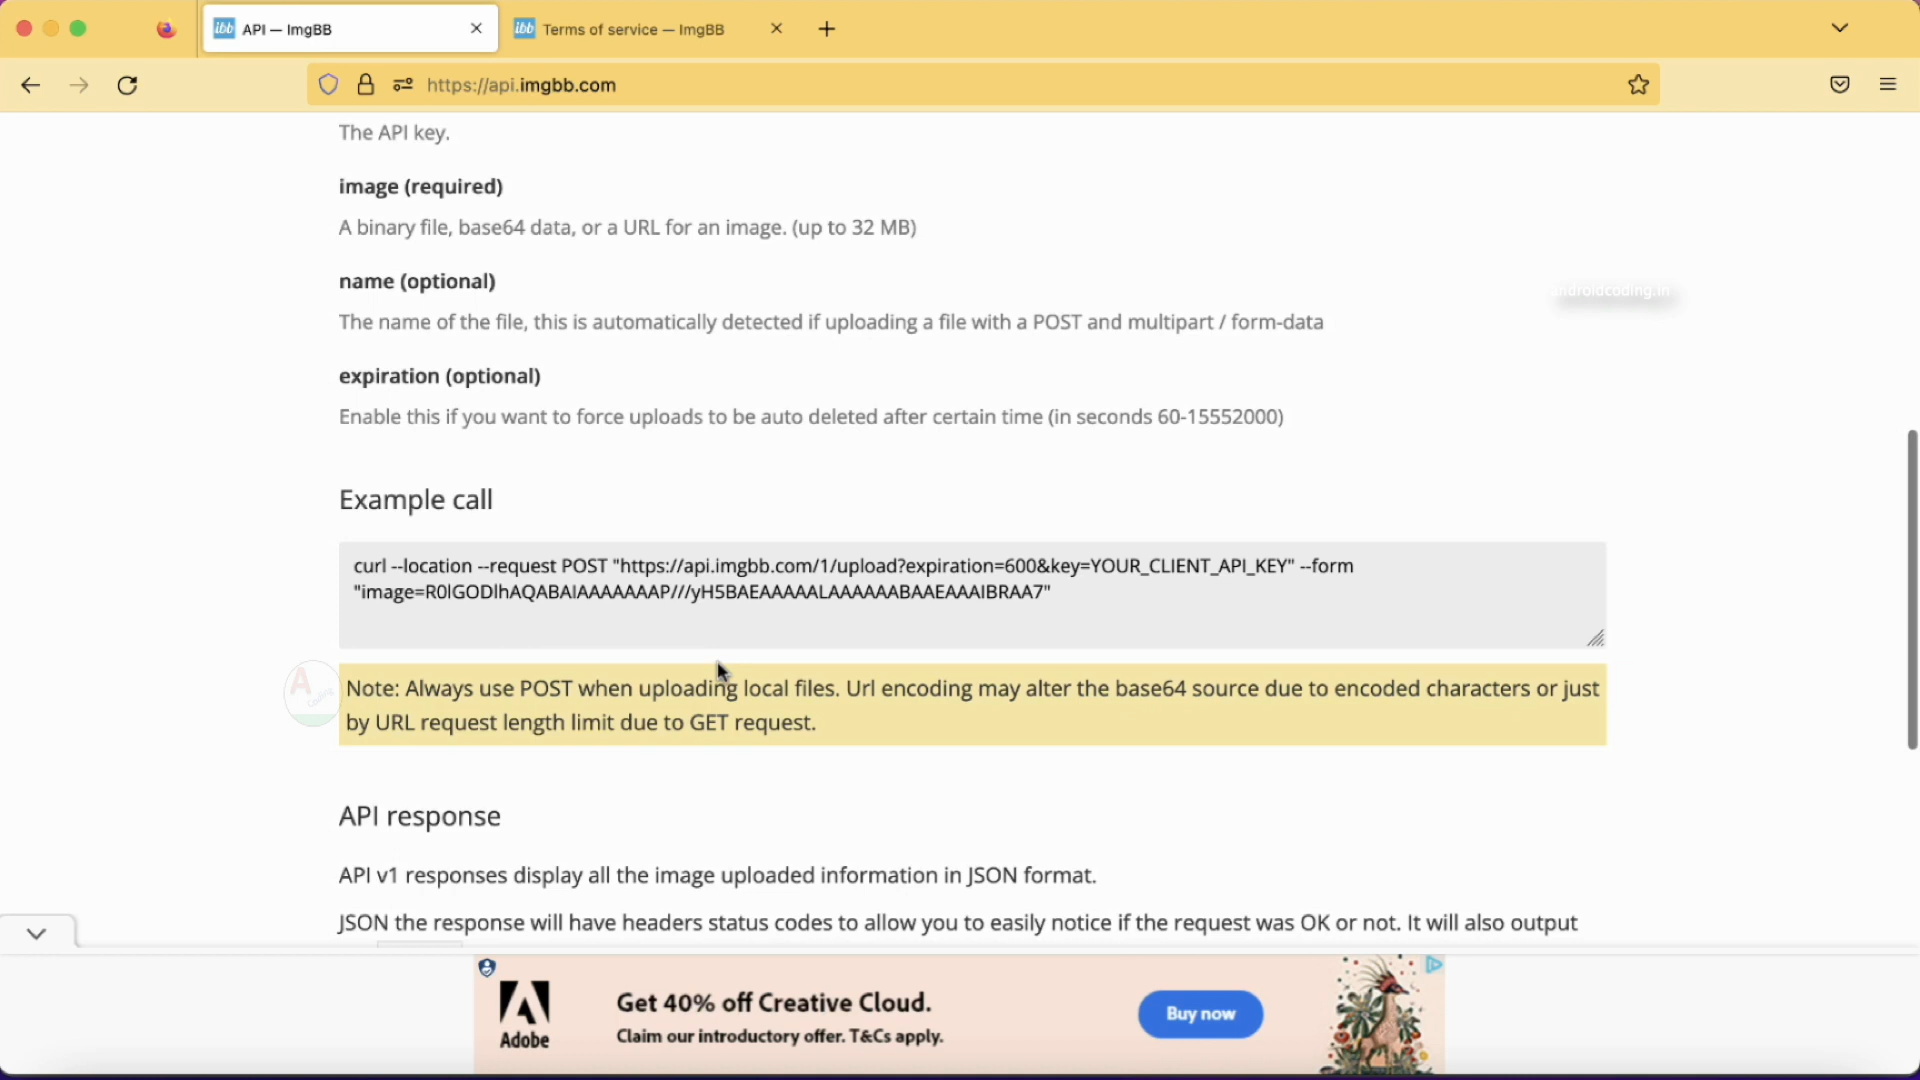 ibb API — ImgBB
ibb Terms of service — ImgBB
https://api.imgbb.com
The API key.
image (required)
A binary file, base64 data, or a URL for an image. (up to 32 MB)
name (optional)
androidcoding.in
The name of the file, this is automatically detected if uploading a file with a POST and multipart / form-data
expiration (optional)
Enable this if you want to force uploads to be auto deleted after certain time (in seconds 60-15552000)
Example call
curl --location --request POST "https://api.imgbb.com/1/upload?expiration=600&key=YOUR_CLIENT_API_KEY" --form
"image=R0lGODlhAQABAIAAAAAAAP///yH5BAEAAAAALAAAAAABAAEAAAIBRAA7"
A Coding
Note: Always use POST when uploading local files. Url encoding may alter the base64 source due to encoded characters or just
by URL request length limit due to GET request.
API response
API v1 responses display all the image uploaded information in JSON format.
JSON the response will have headers status codes to allow you to easily notice if the request was OK or not. It will also output
Adobe
Get 40% off Creative Cloud.
Claim our introductory offer. T&Cs apply.
Buy now